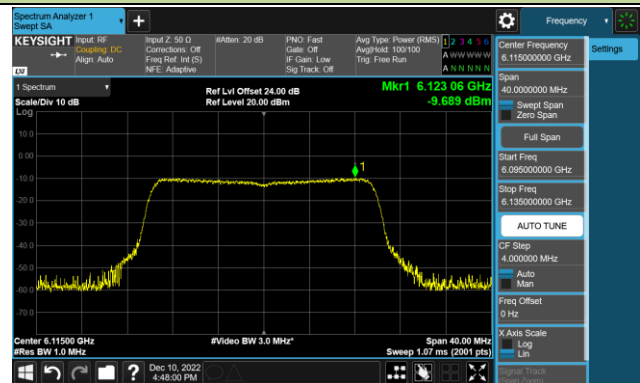 Spectrum Analyzer 1
Swept SA
+
Frequency
KEYSIGHT
Input: RF
Coupling: DC
Align: Auto
Input Z: 50 Ω
Corrections: Off
Freq Ref: Int (S)
NFE: Adaptive
#Atten: 20 dB
PNO: Fast
Gate: Off
IF Gain: Low
Sig Track: Off
Avg Type: Power (RMS)
Avg|Hold: 100/100
Trig: Free Run
1 2 3 4 5 6
A W W W W W
A N N N N N
LXI
1 Spectrum
Scale/Div 10 dB
Log
Ref Lvl Offset 24.00 dB
Ref Level 20.00 dBm
Mkr1 6.123 06 GHz
-9.689 dBm
10.0
0.00
-10.0
-20.0
-30.0
-40.0
-50.0
-60.0
-70.0
1
Center 6.11500 GHz
#Res BW 1.0 MHz
#Video BW 3.0 MHz*
Span 40.00 MHz
Sweep 1.07 ms (2001 pts)
Dec 10, 2022
4:48:00 PM
?
Center Frequency
6.115000000 GHz
Settings
Span
40.0000000 MHz
Swept Span
Zero Span
Full Span
Start Freq
6.095000000 GHz
Stop Freq
6.135000000 GHz
AUTO TUNE
CF Step
4.000000 MHz
Auto
Man
Freq Offset
0 Hz
X Axis Scale
Log
Lin
Signal Track
(Span Zoom)